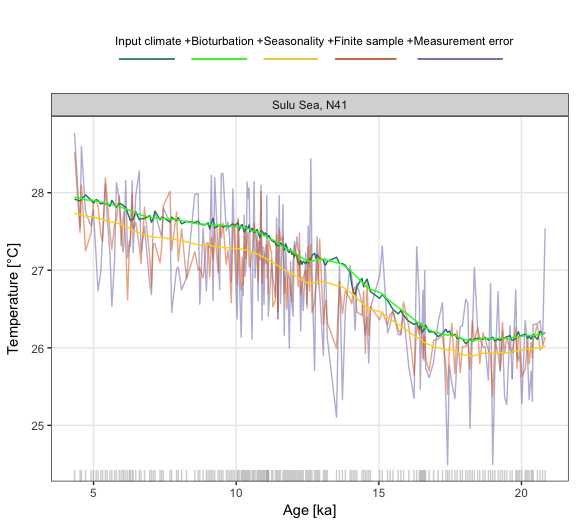 Input climate +Bioturbation +Seasonality +Finite sample +Measurement error
Sulu Sea, N41
28
27
26
25
Temperature [°C]
5 10 15 20
Age [ka]